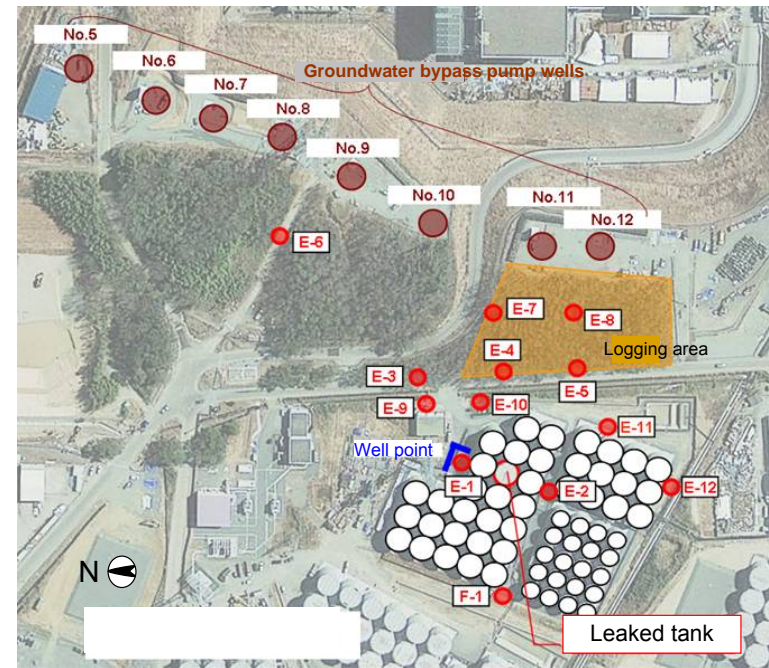 No.5
No.6
Groundwater bypass pump wells
No.7
No.8
No.9
No.10
No.11
No.12
E-6
E-7
E-8
Logging area
E-4
E-3
E-5
E-9
E-10
E-11
Well point
E-1
E-2
E-12
N
F-1
Leaked tank